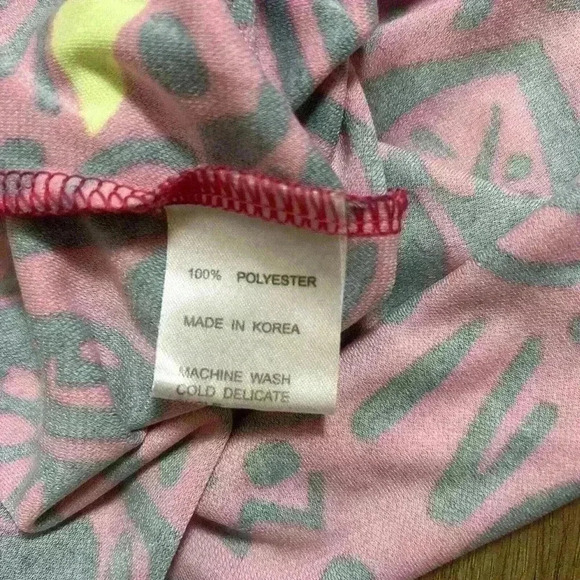 100% POLYESTER
MADE IN KOREA
MACHINE WASH
COLD DELICATE